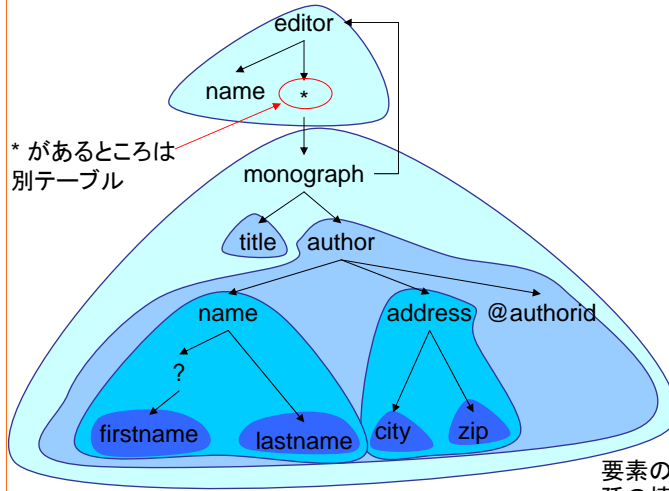 editor
name
*
* があるところは
別テーブル
monograph
title author
name address @authorid
?
firstname lastname city zip
要素の